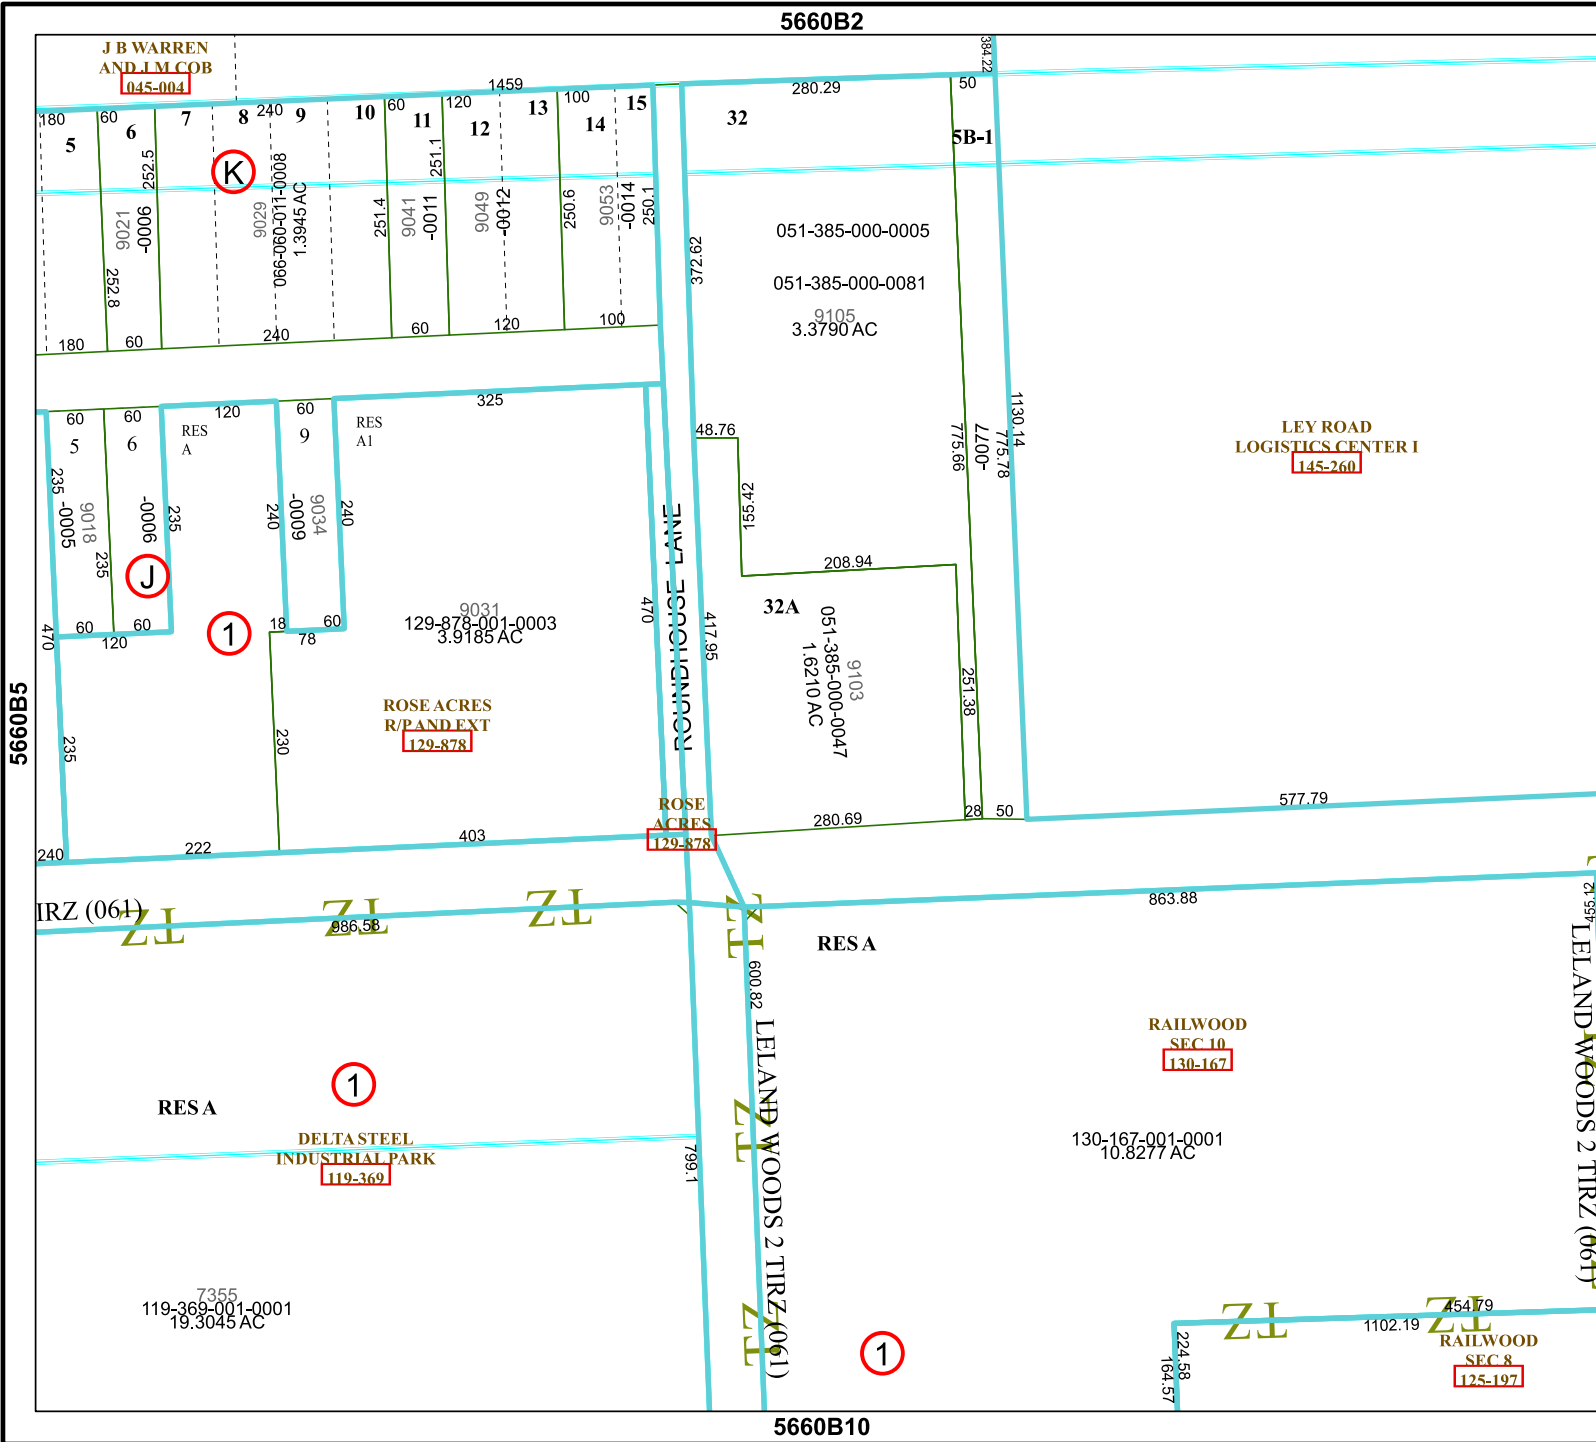 5660B2
J B WARREN
AND J M COB
045-004
1459
280.29
50
384.22
180
60
240
60
120
100
5
6
7
8
9
10
11
12
13
14
15
32
5B-1
K
252.5
9021
-0006
252.8
9029
066-060-011-0008
1.3945 AC
251.4
9041
-0011
251.1
9049
-0012
250.6
9053
-0014
250.1
372.62
051-385-000-0005
051-385-000-0081
9105
3.3790 AC
180
60
240
60
120
100
60
60
120
60
325
5
6
RES
A
9
RES
A1
235
-0005
9018
235
-0006
235
240
-0009
9034
240
J
1
60
60
120
18
60
78
470
235
230
9031
129-878-001-0003
3.9185 AC
ROSE ACRES
R/P AND EXT
129-878
470
ROUNDHOUSE LANE
417.95
48.76
155.42
208.94
32A
051-385-000-0047
9103
1.6210 AC
251.38
775.66
-0077
775.78
1130.14
LEY ROAD
LOGISTICS CENTER I
145-260
5660B5
ROSE
ACRES
129-878
280.69
28
50
577.79
240
222
403
IRZ (061)
TZ
TZ
TZ
TZ
986.58
863.88
455.12
RES A
600.82
LELAND WOODS 2 TIRZ (061)
TZ
TZ
LELAND WOODS 2 TIRZ (061)
RAILWOOD
SEC 10
130-167
130-167-001-0001
10.8277 AC
1
RES A
DELTA STEEL
INDUSTRIAL PARK
119-369
799.1
7355
119-369-001-0001
19.3045 AC
1
TZ
TZ
454.79
1102.19
224.58
164.57
RAILWOOD
SEC 8
125-197
5660B10